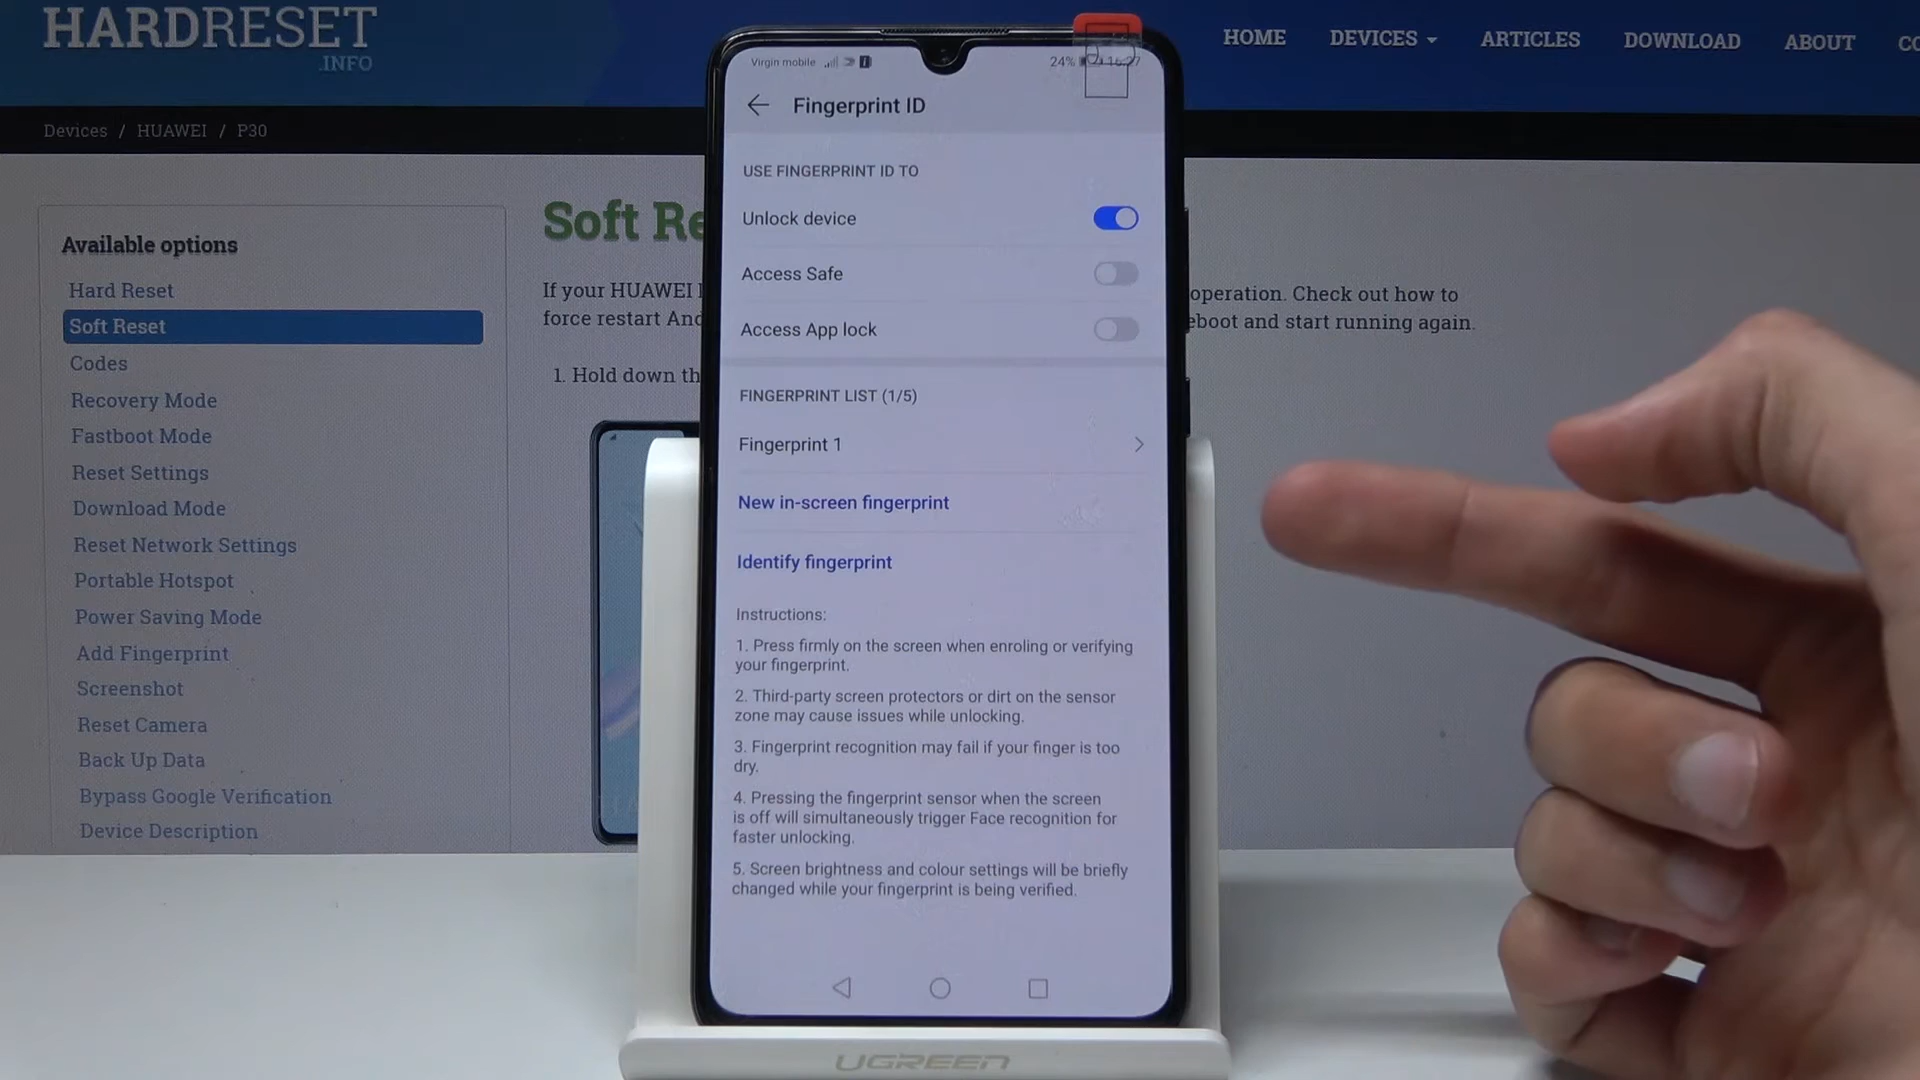 HARDRESET
.INFO
HOME
DEVICES
ARTICLES
DOWNLOAD
ABOUT
Devices / HUAWEI / P30
Available options
Hard Reset
Soft Reset
Codes
Recovery Mode
Fastboot Mode
Reset Settings
Download Mode
Reset Network Settings
Portable Hotspot
Power Saving Mode
Add Fingerprint
Screenshot
Reset Camera
Back Up Data
Bypass Google Verification
Device Description
Soft Re
If your HUAWEI
operation. Check out how to
force restart And
eboot and start running again.
1. Hold down th
Virgin mobile
24%
Fingerprint ID
USE FINGERPRINT ID TO
Unlock device
Access Safe
Access App lock
FINGERPRINT LIST (1/5)
Fingerprint 1
New in-screen fingerprint
Identify fingerprint
Instructions:
1. Press firmly on the screen when enroling or verifying
your fingerprint.
2. Third-party screen protectors or dirt on the sensor
zone may cause issues while unlocking.
3. Fingerprint recognition may fail if your finger is too
dry.
4. Pressing the fingerprint sensor when the screen
is off will simultaneously trigger Face recognition for
faster unlocking.
5. Screen brightness and colour settings will be briefly
changed while your fingerprint is being verified.
UGREEN